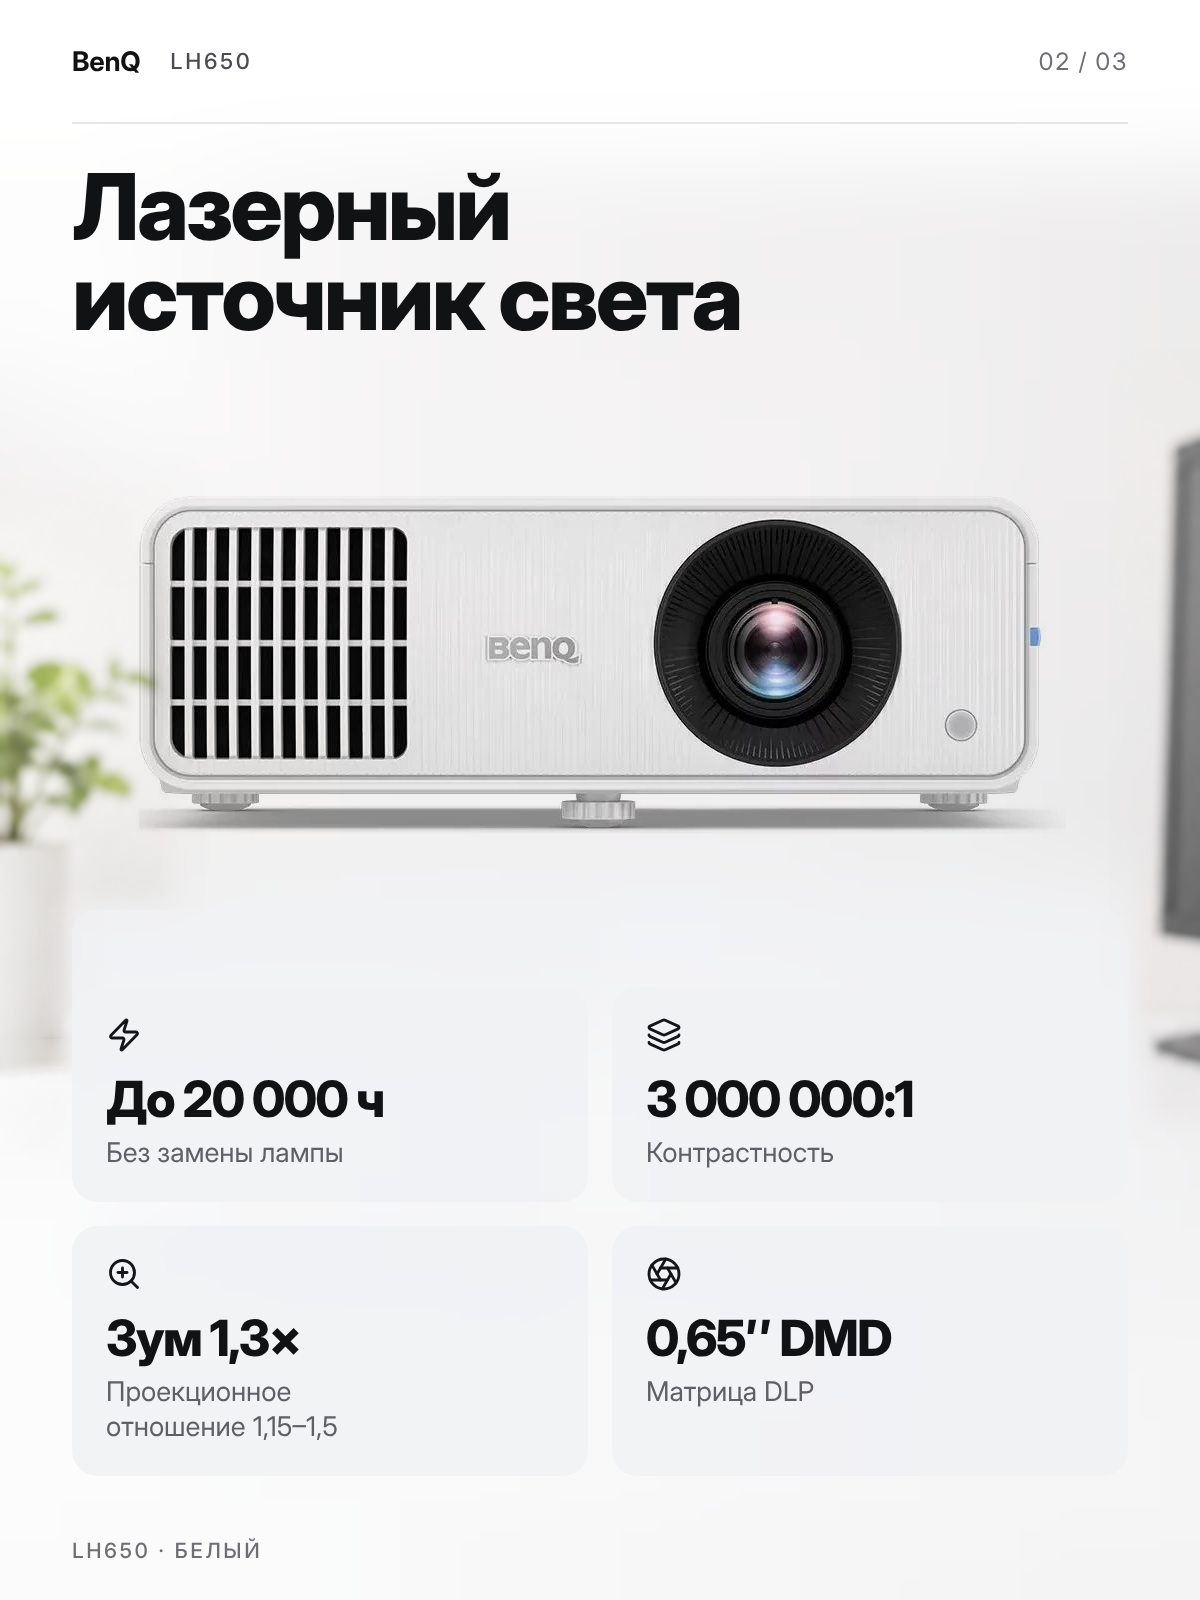 BenQ LH650 02 / 03
Лазерный
источник света
BenQ
До 20 000 ч
Без замены лампы
3 000 000:1
Контрастность
Зум 1,3×
Проекционное
отношение 1,15–1,5
0,65″ DMD
Матрица DLP
LH650 · БЕЛЫЙ